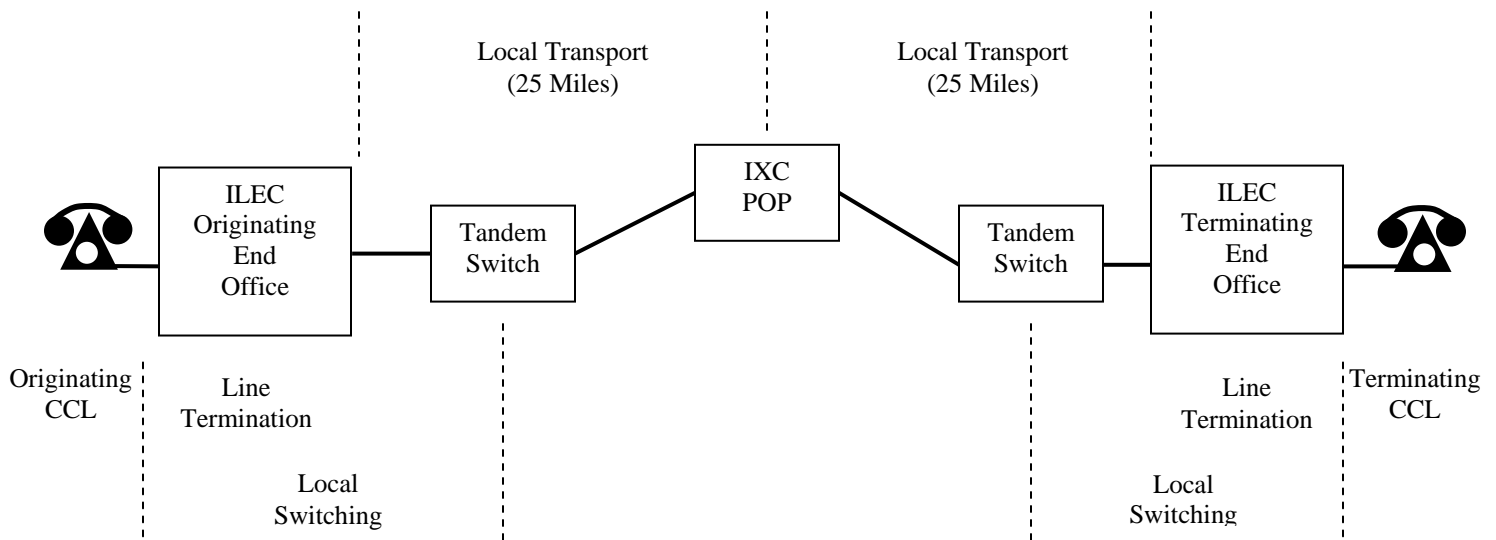 Local Transport
(25 Miles)
Local Transport
(25 Miles)
ILEC
Originating
End
Office
Tandem
Switch
IXC
POP
Tandem
Switch
ILEC
Terminating
End
Office
Originating
CCL
Line
Termination
Line
Termination
Terminating
CCL
Local
Switching
Local
Switching